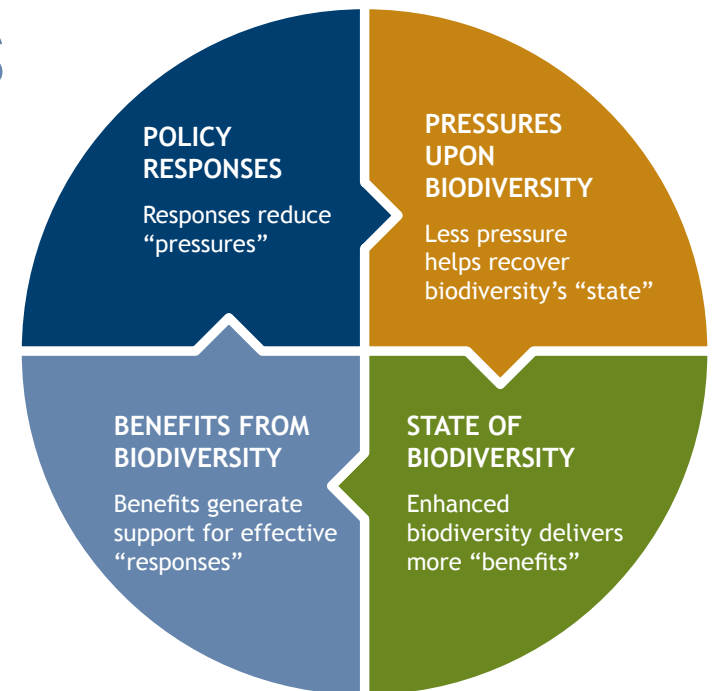 POLICY
RESPONSES
Responses reduce
“pressures”
PRESSURES
UPON
BIODIVERSITY
Less pressure
helps recover
biodiversity’s “state”
BENEFITS FROM
BIODIVERSITY
Benefits generate
support for effective
“responses”
STATE OF
BIODIVERSITY
Enhanced
biodiversity delivers
more “benefits”